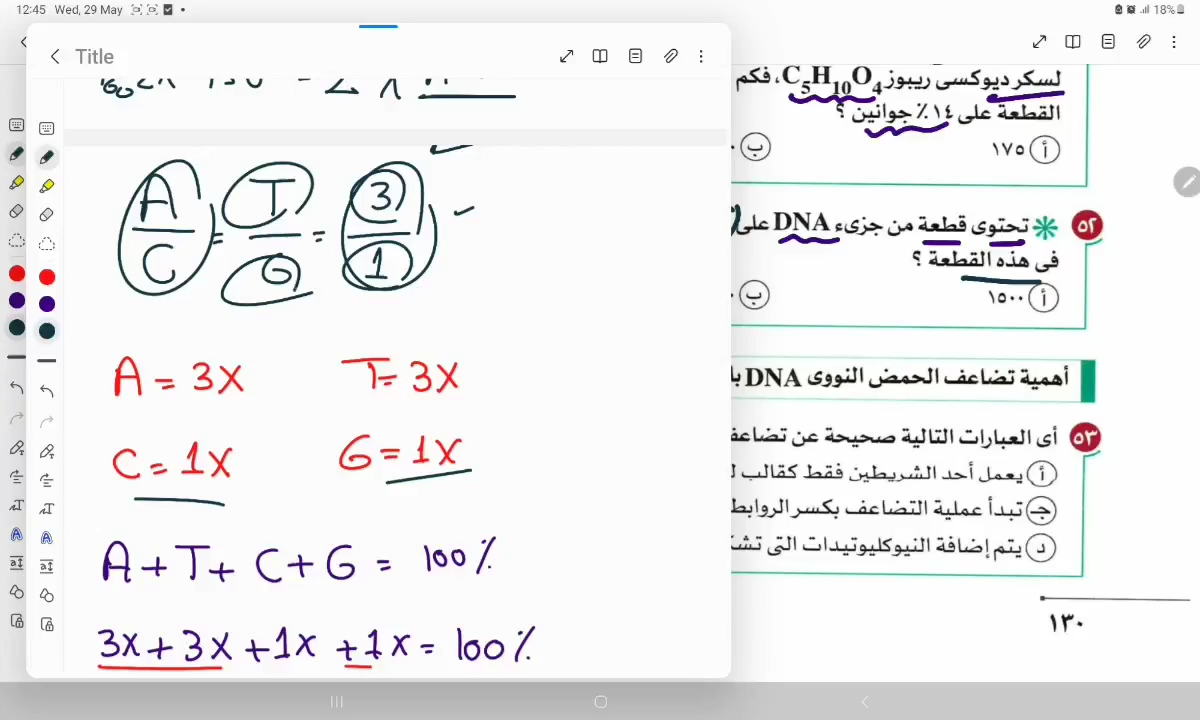 12:45 Wed, 29 May
18%
Title
A/C = T/G = 3/1
A = 3X T = 3X
C = 1X G = 1X
A + T + C + G = 100%
3X + 3X + 1X + 1X = 100%
لسكر ديوكسى ريبوز C5H10O4، فكم
القطعة على ١٤٪ جوانين ؟
أ ١٧٥ ب
٥٢ تحتوى قطعة من جزىء DNA على
فى هذه القطعة ؟
أ ١٥٠٠ ب
أهمية تضاعف الحمض النووى DNA
٥٣ أى العبارات التالية صحيحة عن
أ يعمل أحد الشريطين فقط كقالب
جـ تبدأ عملية التضاعف بكسر
د يتم إضافة النيوكليوتيدات التى
١٣٠